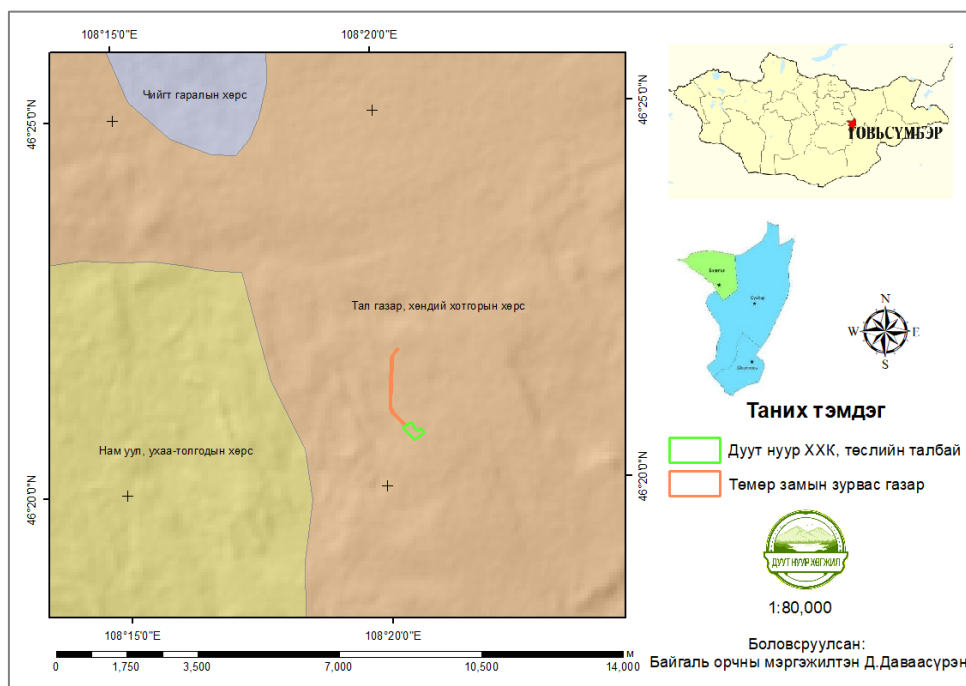 108°15'0"E
108°20'0"E
46°25'0"N
46°25'0"N
Чийгт гаралын хөрс
Тал газар, хөндий хотгорын хөрс
Нам уул, ухаа-толгодын хөрс
46°20'0"N
46°20'0"N
108°15'0"E
108°20'0"E
0 1,750 3,500 7,000 10,500 14,000
м
ГОВЬСҮМБЭР
N
W E
S
Таних тэмдэг
Дуут нуур ХХК, төслийн талбай
Төмөр замын зурвас газар
ДУУТ НУУР ХӨГЖИЛ
1:80,000
Боловсруулсан:
Байгаль орчны мэргэжилтэн Д.Даваасүрэн